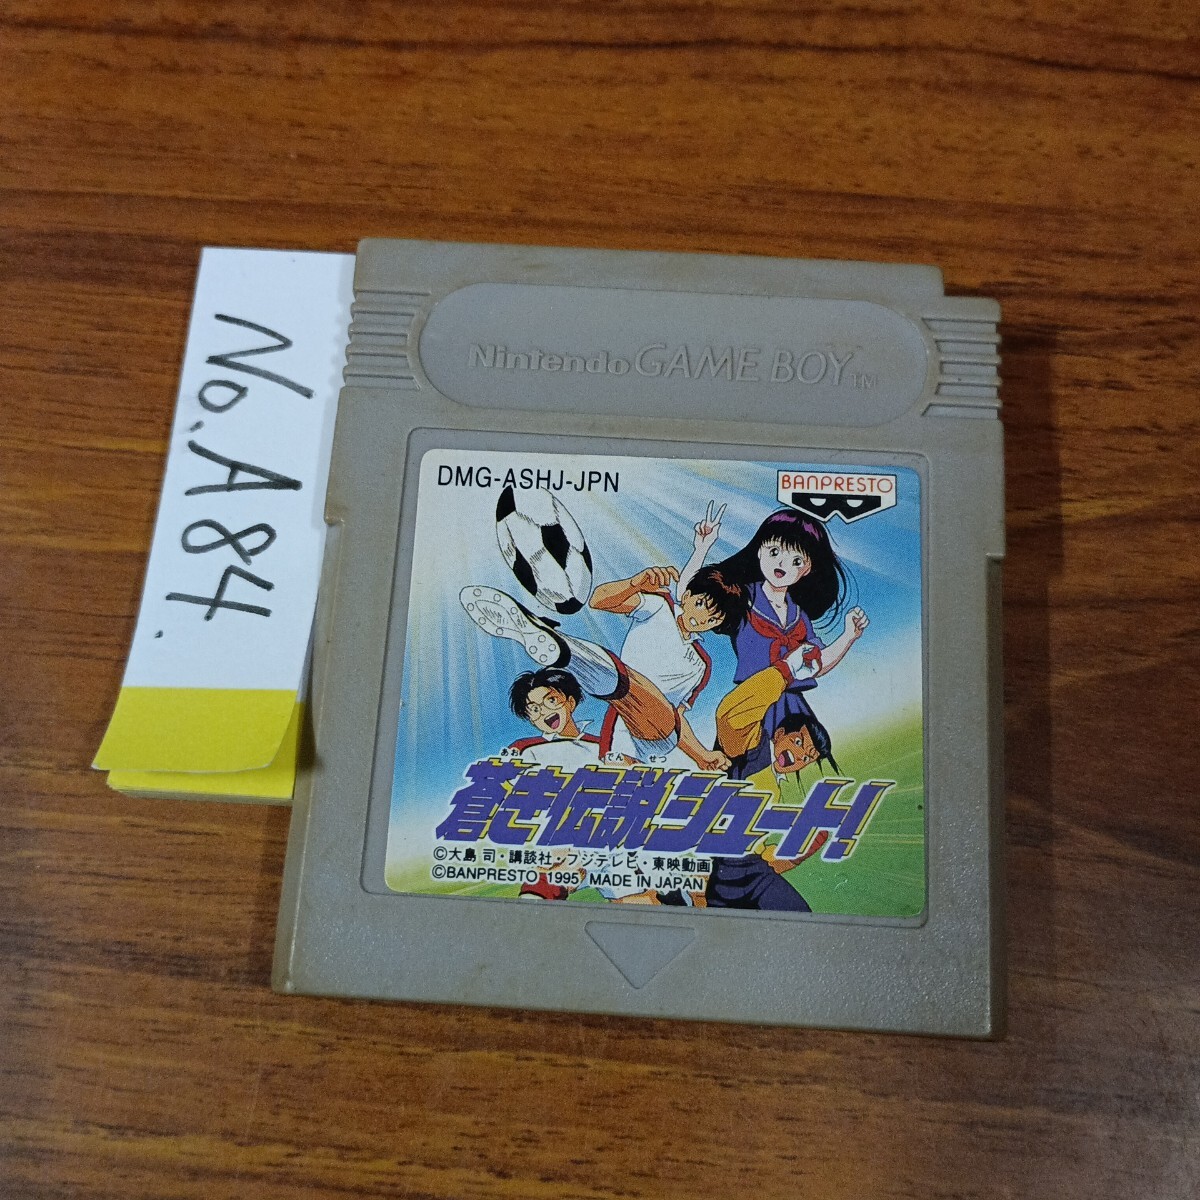 No. A84.
Nintendo GAME BOY TM
DMG-ASHJ-JPN
BANPRESTO
あお でん せつ
蒼き伝説シュート!
©大島 司・講談社・フジテレビ・東映動画
©BANPRESTO 1995 MADE IN JAPAN